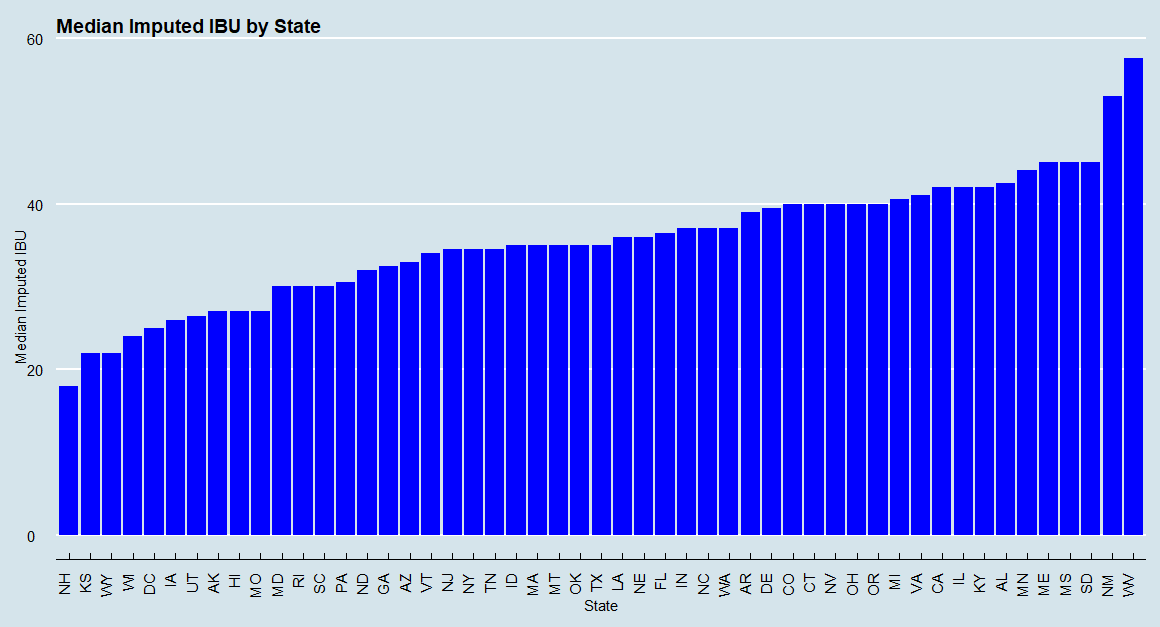 Median Imputed IBU by State
Median Imputed IBU
60
40
20
0
NH KS WY WI DC IA UT AK HI MO MD RI SC PA ND GA AZ VT NJ NY TN ID MA MT OK TX LA NE FL IN NC WA AR DE CO CT NV OH OR MI VA CA IL KY AL MN ME MS SD NM WV
State